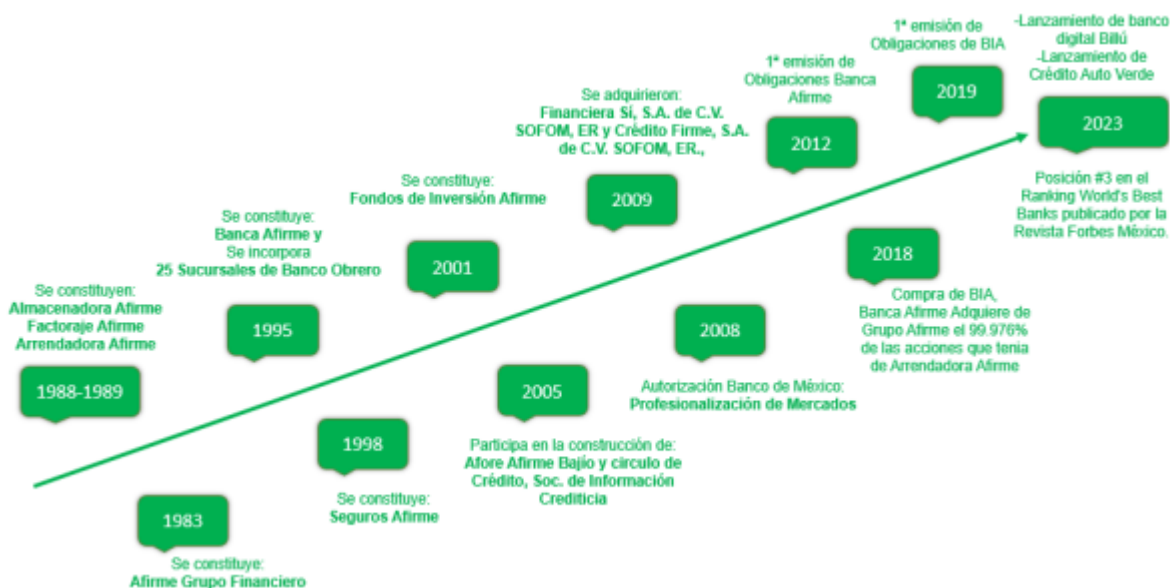 Se constituyen:
Almacenadora Afirme
Factoraje Afirme
Arrendadora Afirme
1988-1989
1983
Se constituye:
Afirme Grupo Financiero
Se constituye:
Banca Afirme y
Se incorpora
25 Sucursales de Banco Obrero
1995
1998
Se constituye:
Seguros Afirme
Se constituye:
Fondos de Inversión Afirme
2001
2005
Participa en la construcción de:
Afore Afirme Bajío y circulo de
Crédito, Soc. de Información
Crediticia
Se adquirieron:
Financiera Sí, S.A. de C.V.
SOFOM, ER y Crédito Firme, S.A.
de C.V. SOFOM, ER.,
2009
2008
Autorización Banco de México:
Profesionalización de Mercados
1ª emisión de
Obligaciones Banca
Afirme
2012
2018
Compra de BIA,
Banca Afirme Adquiere de
Grupo Afirme el 99.976%
de las acciones que tenia
de Arrendadora Afirme
1ª emisión de
Obligaciones de BIA
2019
-Lanzamiento de banco
digital Billú
-Lanzamiento de
Crédito Auto Verde
2023
Posición #3 en el
Ranking World's Best
Banks publicado por la
Revista Forbes México.